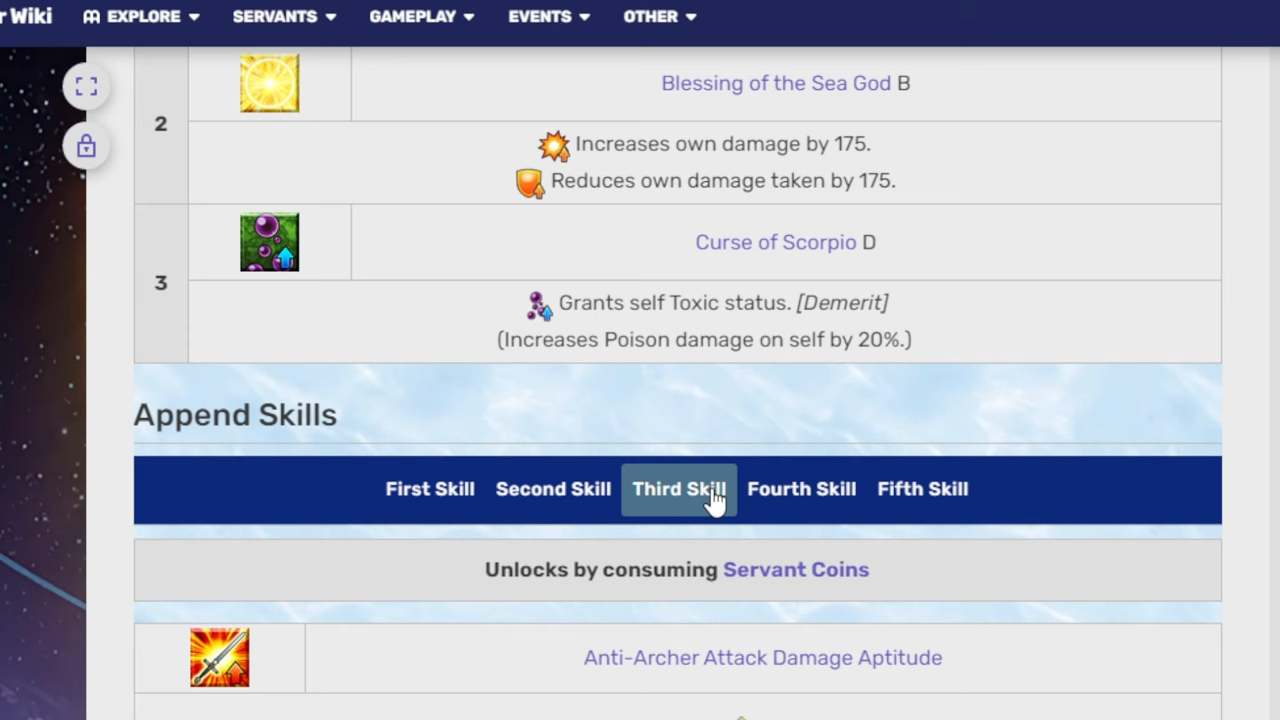 r Wiki EXPLORE SERVANTS GAMEPLAY EVENTS OTHER
2
Blessing of the Sea God B
Increases own damage by 175.
Reduces own damage taken by 175.
3
Curse of Scorpio D
Grants self Toxic status. [Demerit]
(Increases Poison damage on self by 20%.)
Append Skills
First Skill Second Skill Third Skill Fourth Skill Fifth Skill
Unlocks by consuming Servant Coins
Anti-Archer Attack Damage Aptitude